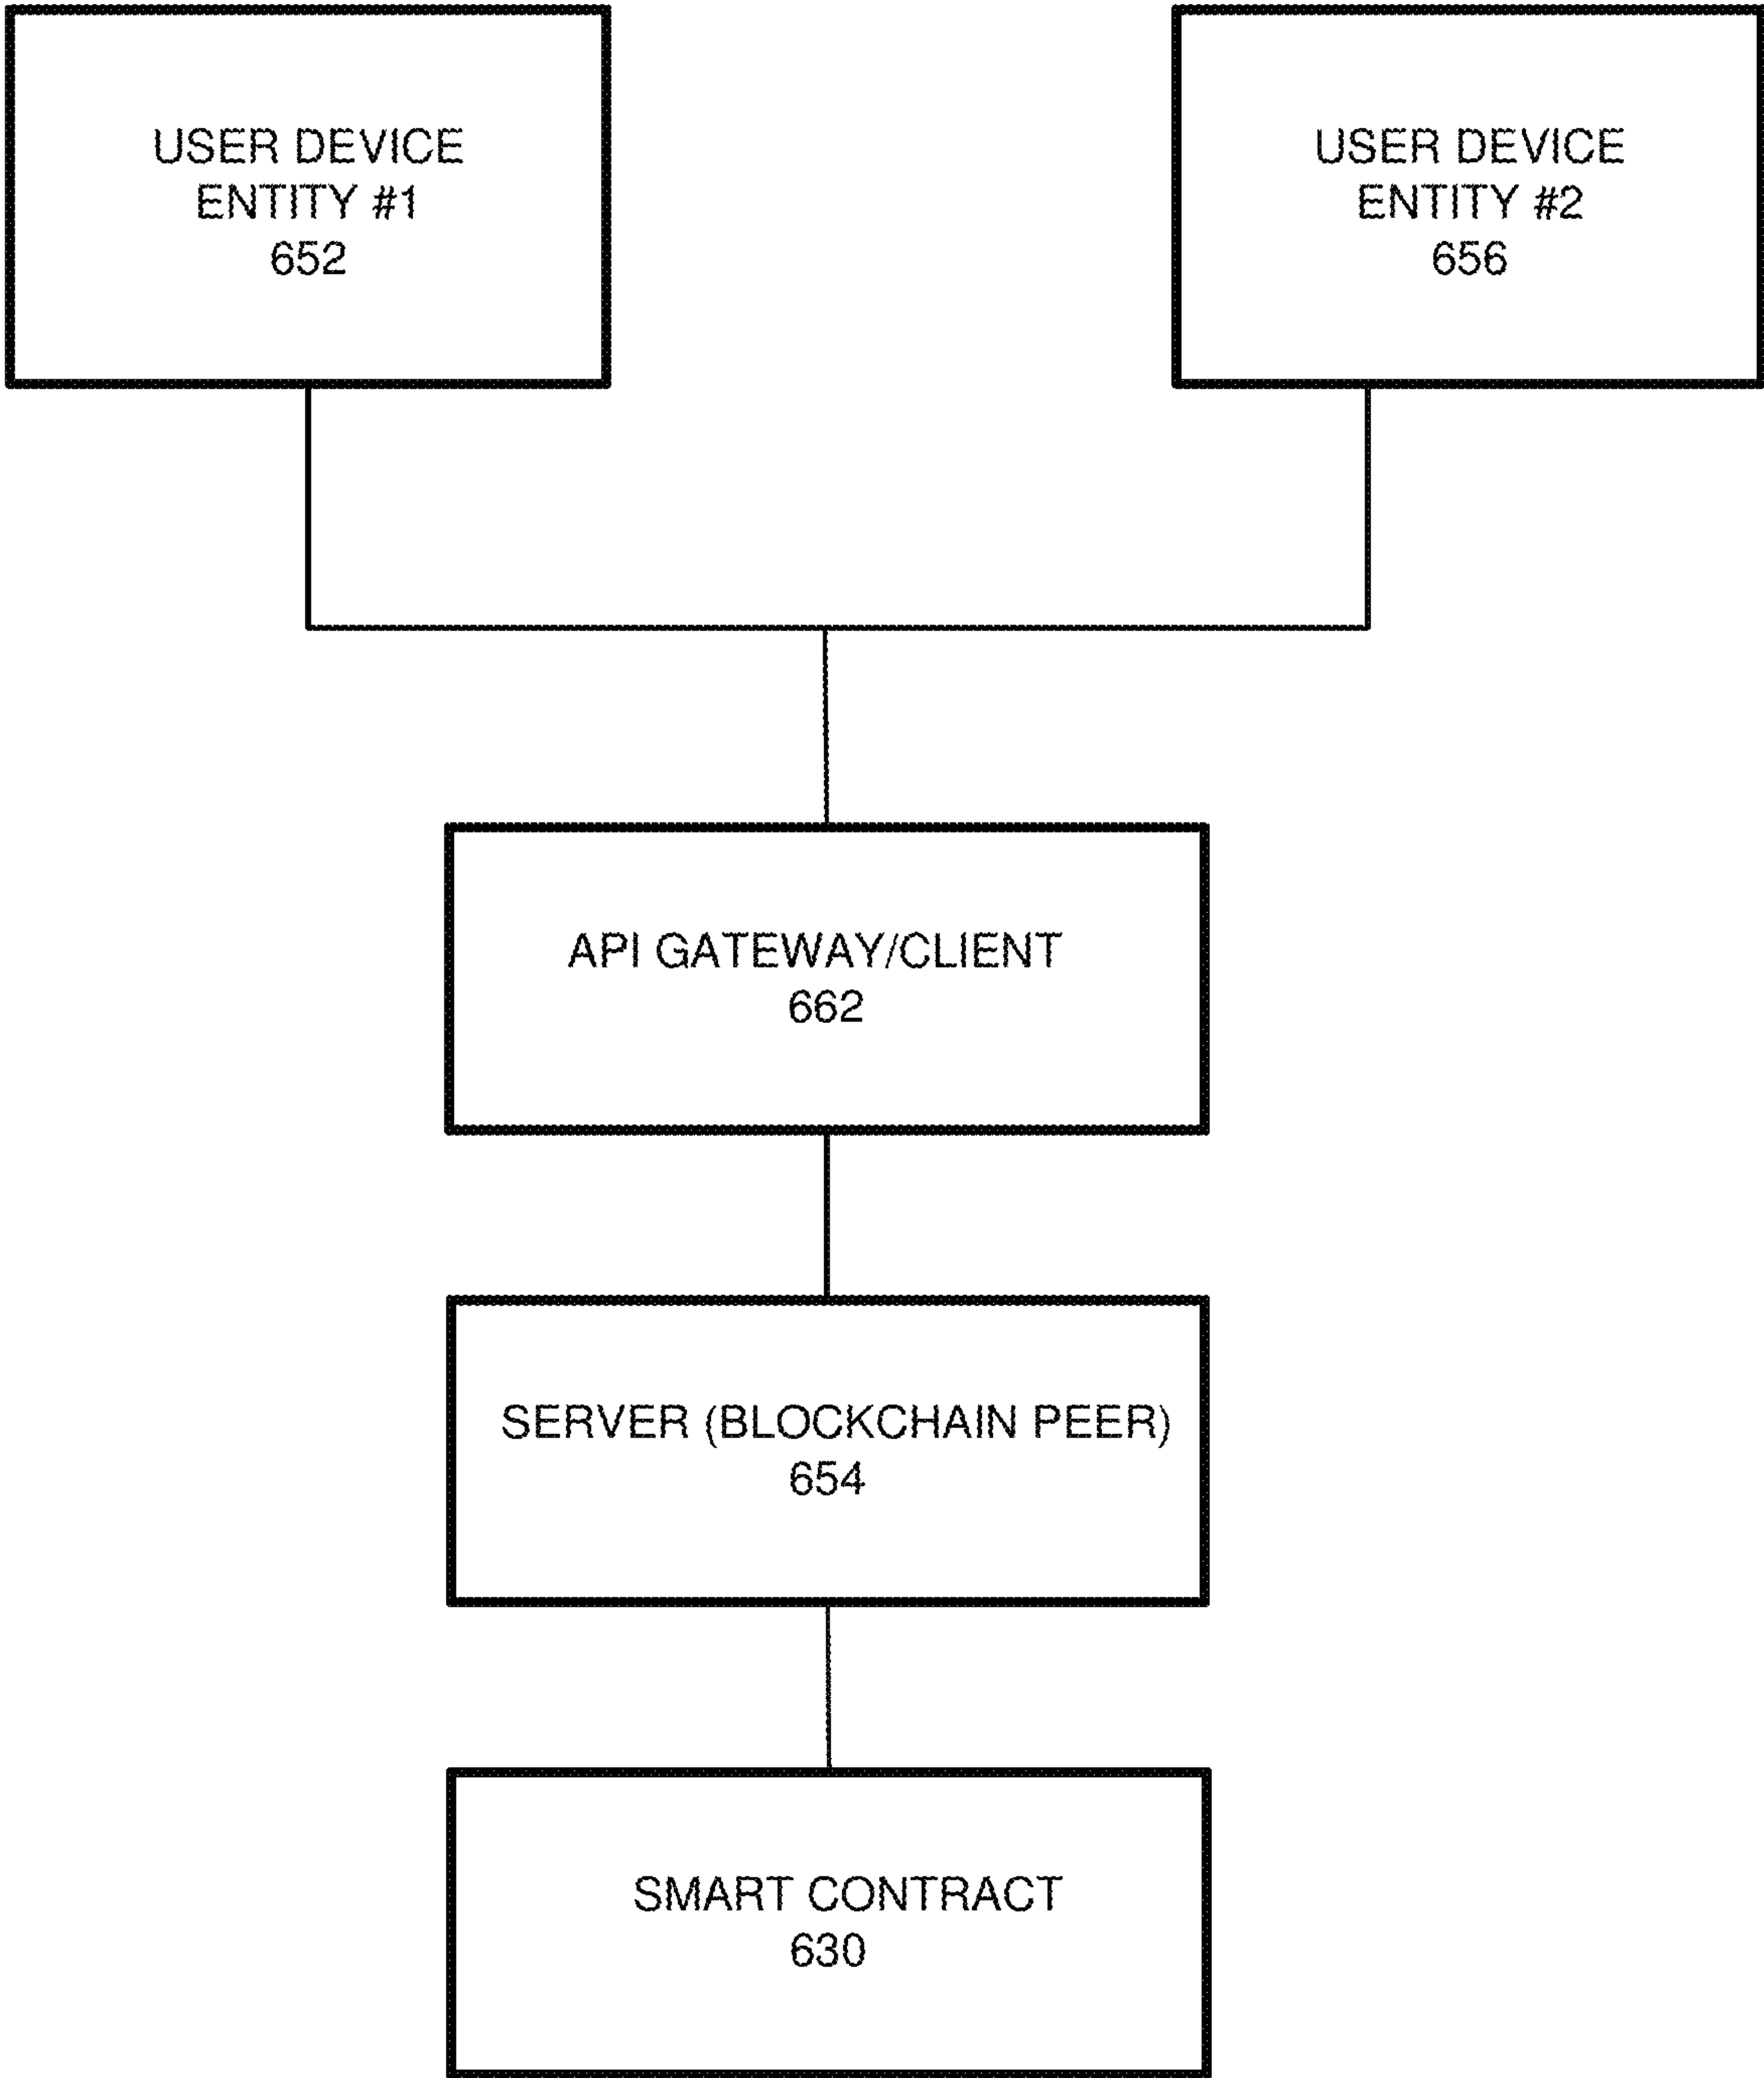 USER DEVICE
ENTITY #1
652
USER DEVICE
ENTITY #2
656
API GATEWAY/CLIENT
662
SERVER (BLOCKCHAIN PEER)
654
SMART CONTRACT
630